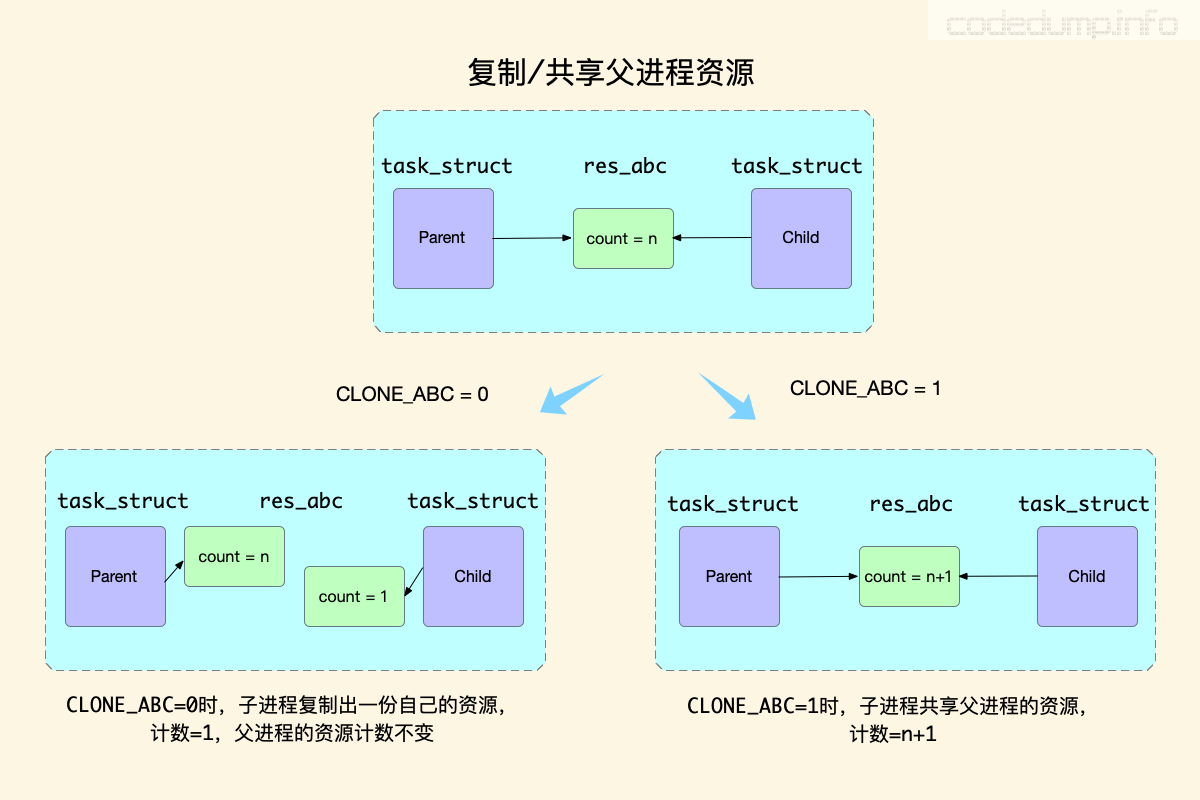 codedumpinfo
复制/共享父进程资源
task_struct res_abc task_struct
Parent count = n Child
CLONE_ABC = 0 CLONE_ABC = 1
task_struct res_abc task_struct
Parent count = n count = 1 Child
task_struct res_abc task_struct
Parent count = n+1 Child
CLONE_ABC=0时，子进程复制出一份自己的资源，
计数=1，父进程的资源计数不变
CLONE_ABC=1时，子进程共享父进程的资源，
计数=n+1